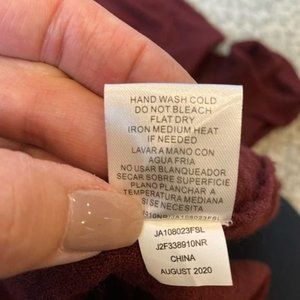 HAND WASH COLD
DO NOT BLEACH
FLAT DRY
IRON MEDIUM HEAT
IF NEEDED
LAVAR A MANO CON
AGUA FRIA
NO USAR BLANQUEADOR
SECAR SOBRE SUPERFICIE
PLANO PLANCHAR A
TEMPERATURA MEDIANA
SI SE NECESITA
JA108023FSL
J2F338910NR
CHINA
AUGUST 2020